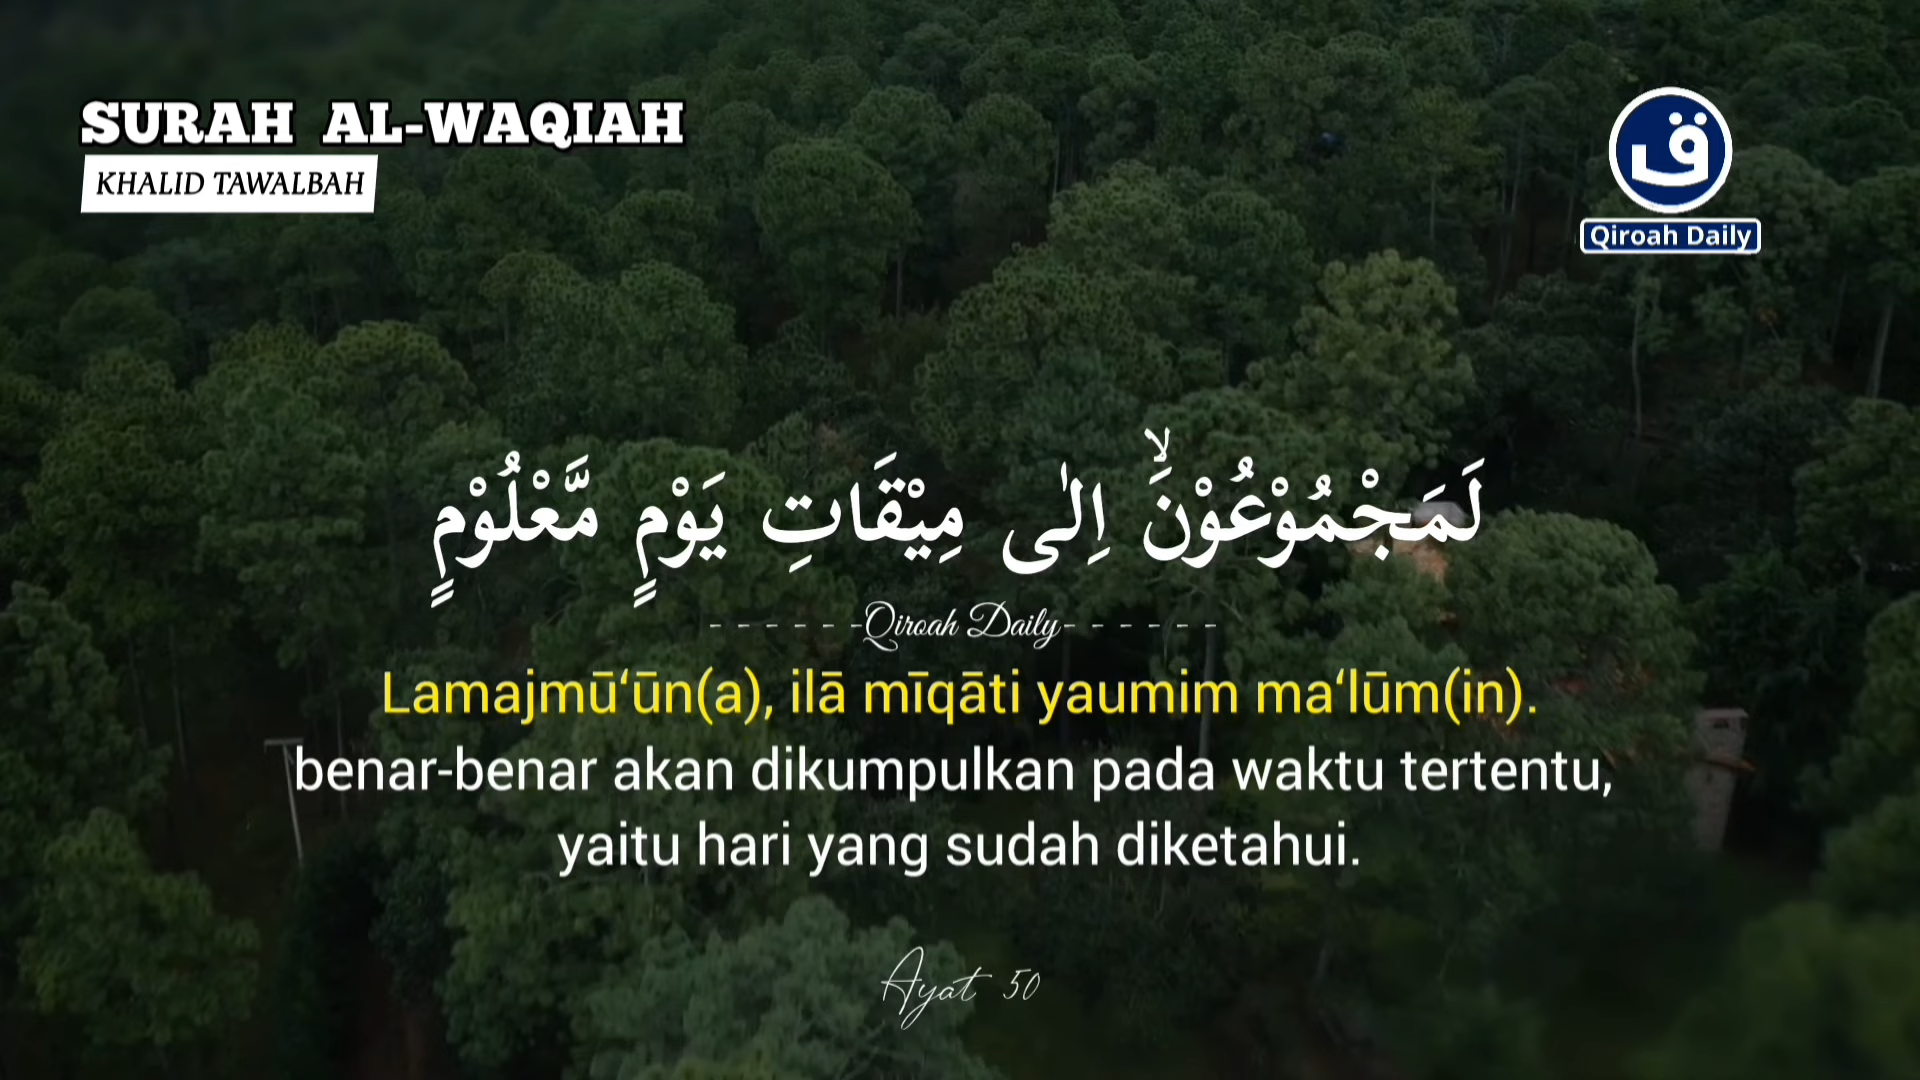 SURAH AL-WAQIAH
KHALID TAWALBAH
ق
Qiroah Daily
لَمَجْمُوْعُوْنَۙ اِلٰى مِيْقَاتِ يَوْمٍ مَّعْلُوْمٍ
- - - - - -Qiroah Daily- - - - - -
Lamajmū‘ūn(a), ilā mīqāti yaumim ma‘lūm(in).
benar-benar akan dikumpulkan pada waktu tertentu,
yaitu hari yang sudah diketahui.
Ayat 50